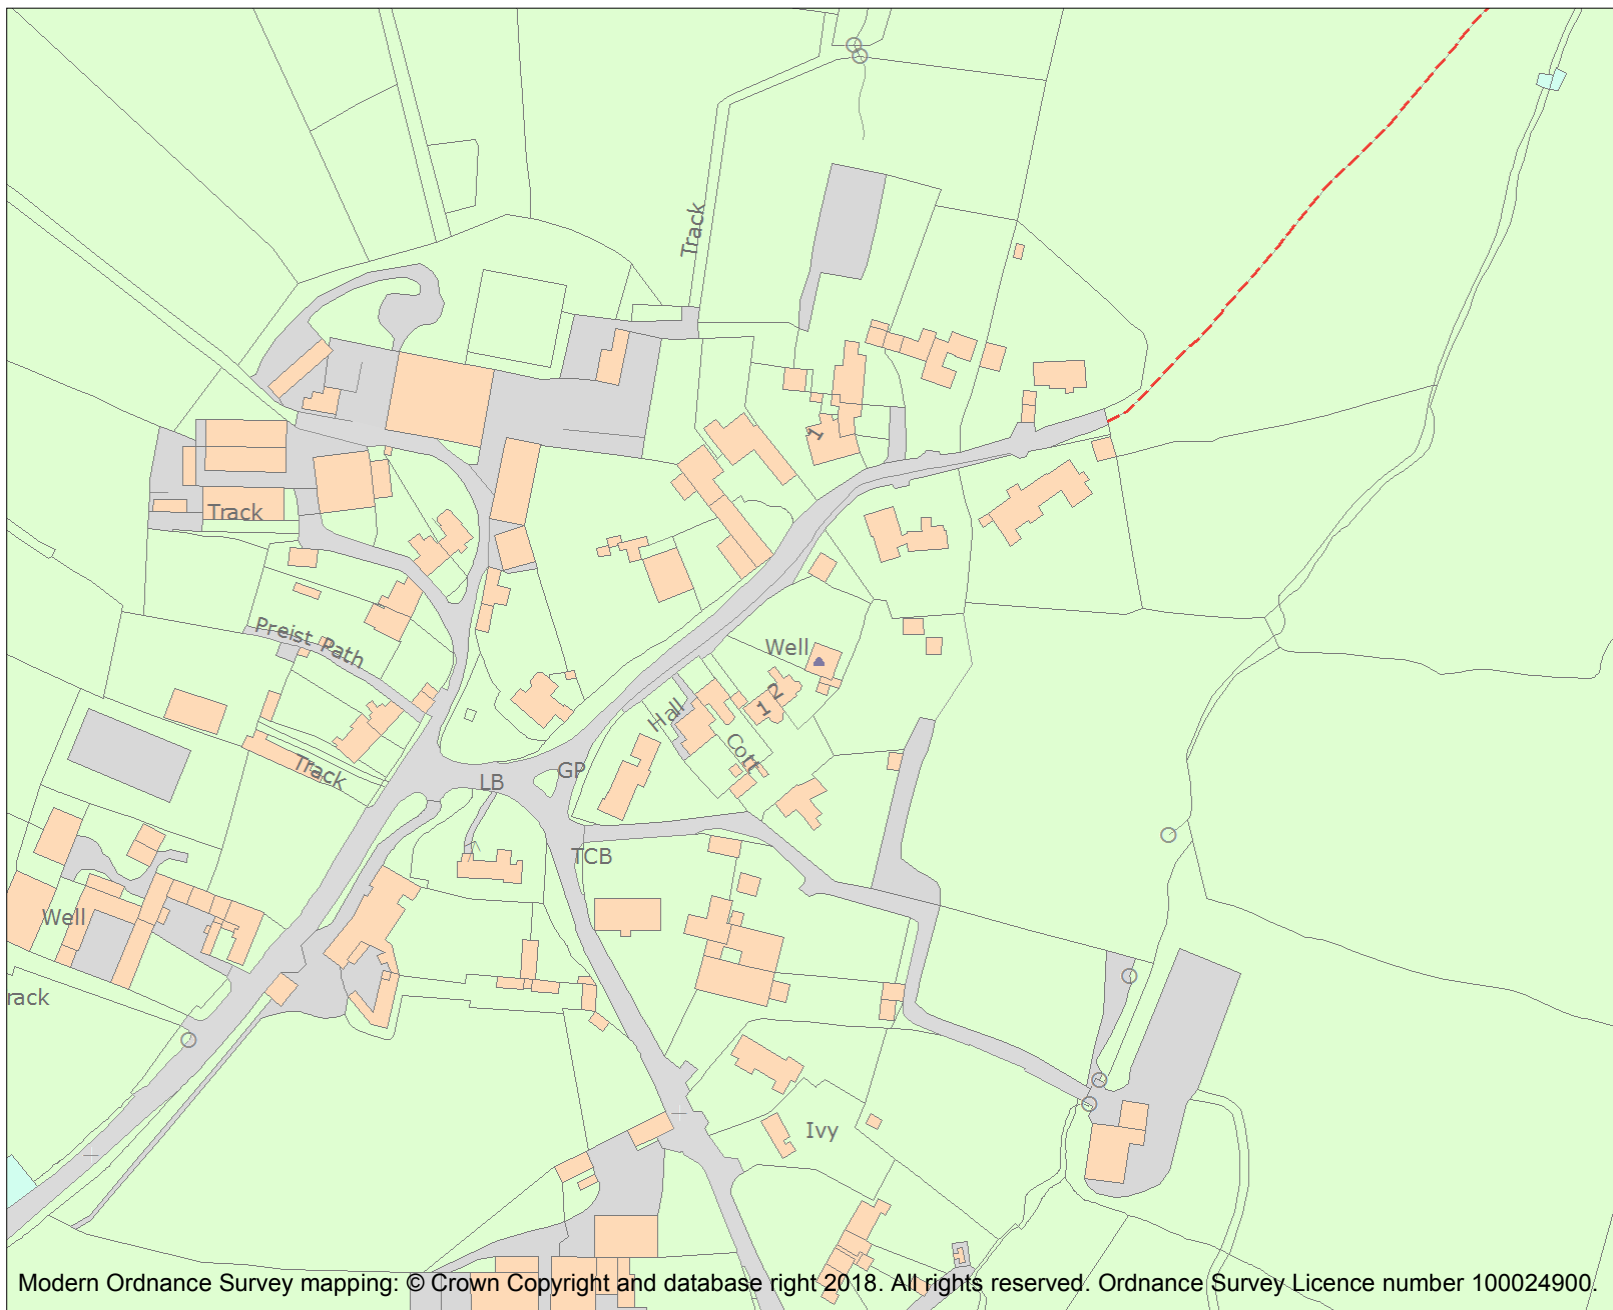 Track
1
Track
Preist Path
Well
2
1
Hall
Cott
Track
GP
LB
TCB
Well
rack
Ivy
Modern Ordnance Survey mapping: © Crown Copyright and database right 2018. All rights reserved. Ordnance Survey Licence number 100024900.